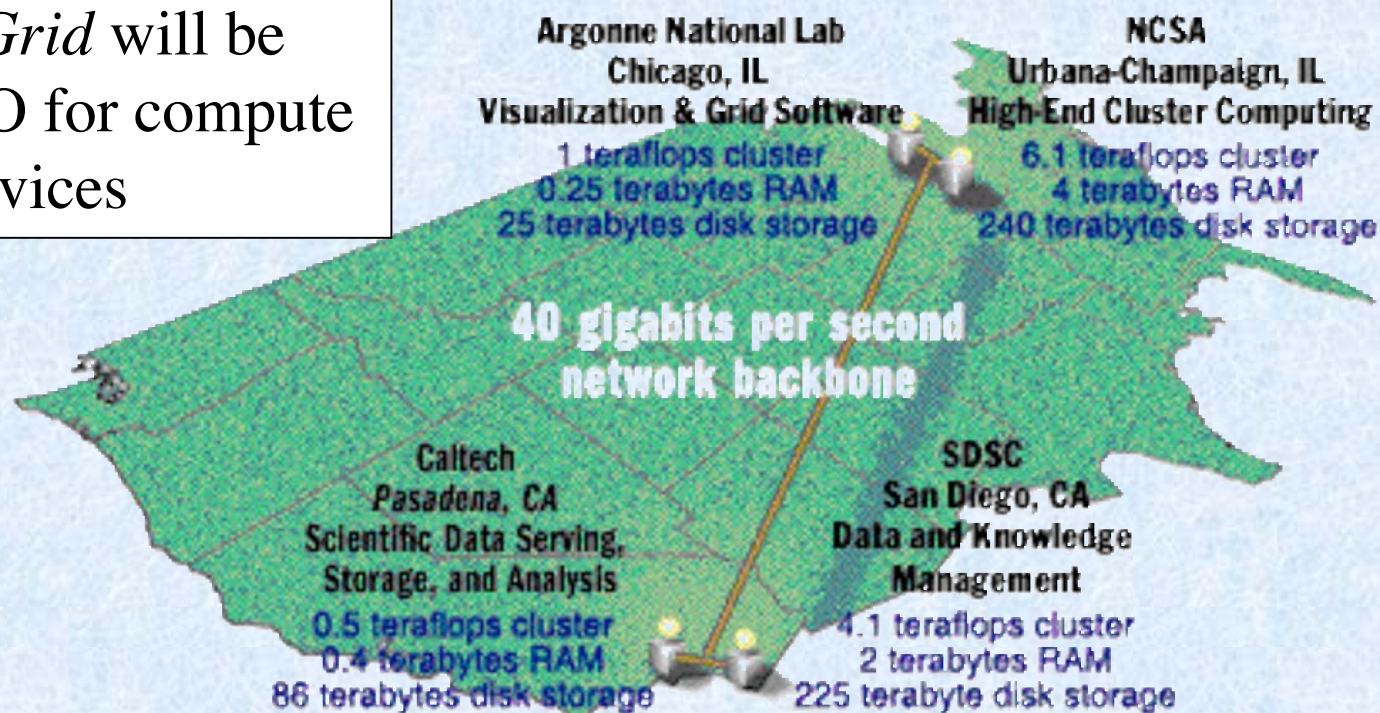 Grid will be
O for compute
vices
Argonne National Lab
Chicago, IL
Visualization & Grid Software
1 teraflops cluster
0.25 terabytes RAM
25 terabytes disk storage
NCSA
Urbana-Champaign, IL
High-End Cluster Computing
6.1 teraflops cluster
4 terabytes RAM
240 terabytes disk storage
40 gigabits per second
network backbone
Caltech
Pasadena, CA
Scientific Data Serving,
Storage, and Analysis
0.5 teraflops cluster
0.4 terabytes RAM
86 terabytes disk storage
SDSC
San Diego, CA
Data and Knowledge
Management
4.1 teraflops cluster
2 terabytes RAM
225 terabyte disk storage